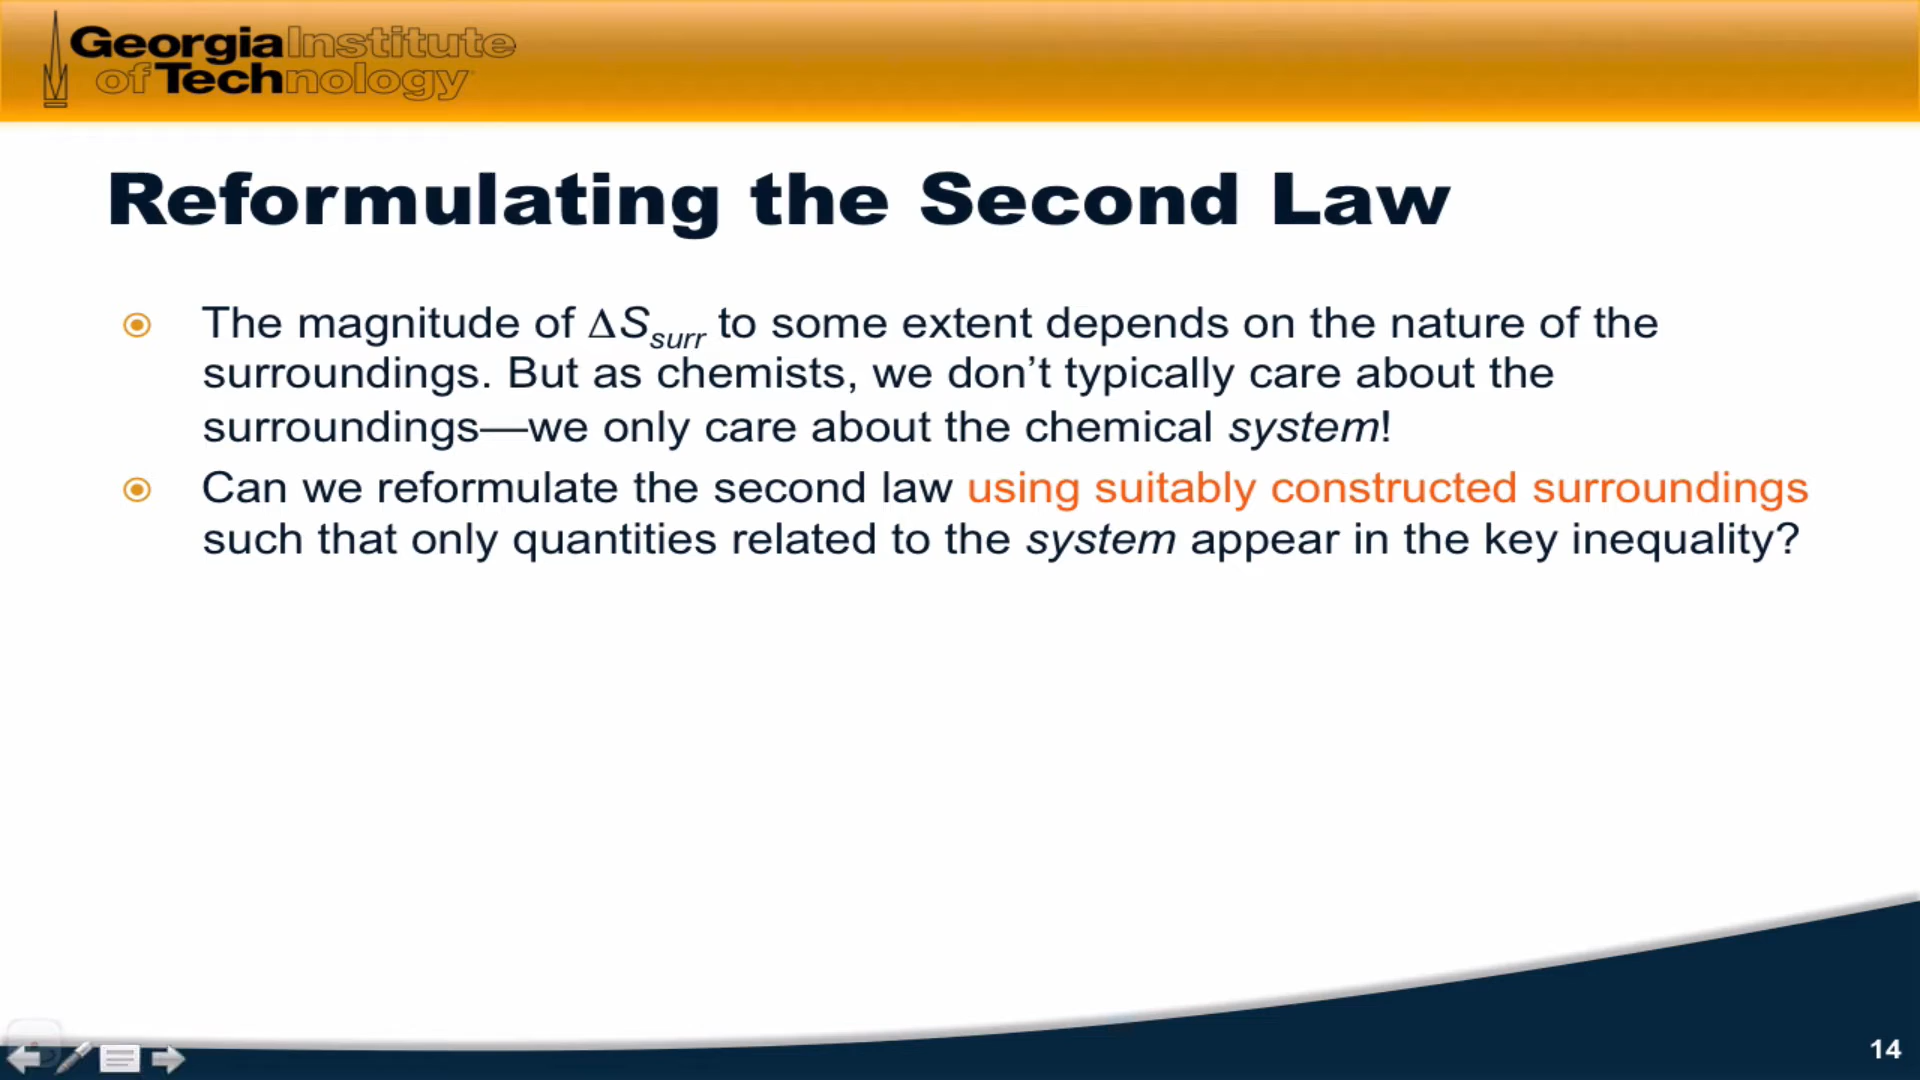 Georgia Institute
of Technology
Reformulating the Second Law
The magnitude of ΔSsurr to some extent depends on the nature of the
surroundings. But as chemists, we don’t typically care about the
surroundings—we only care about the chemical system!
Can we reformulate the second law using suitably constructed surroundings
such that only quantities related to the system appear in the key inequality?
14